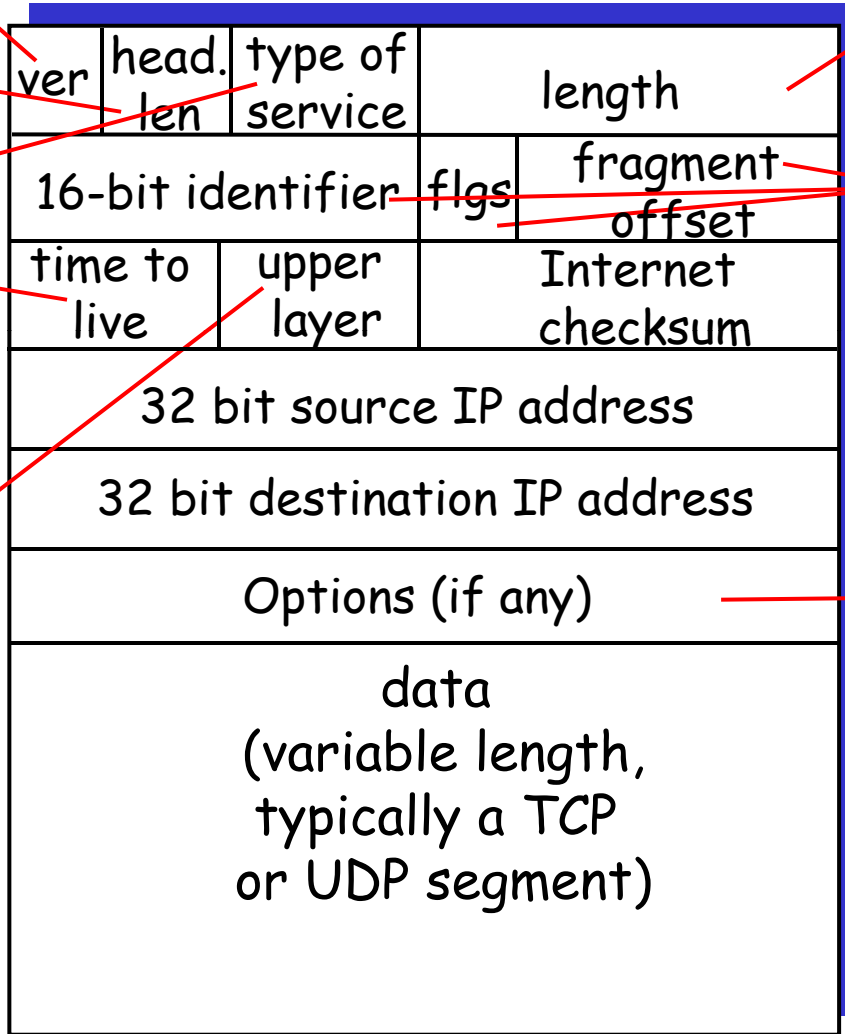 ver
head.
len
type of
service
length
16-bit identifier
flgs
fragment
offset
time to
live
upper
layer
Internet
checksum
32 bit source IP address
32 bit destination IP address
Options (if any)
data
(variable length,
typically a TCP
or UDP segment)